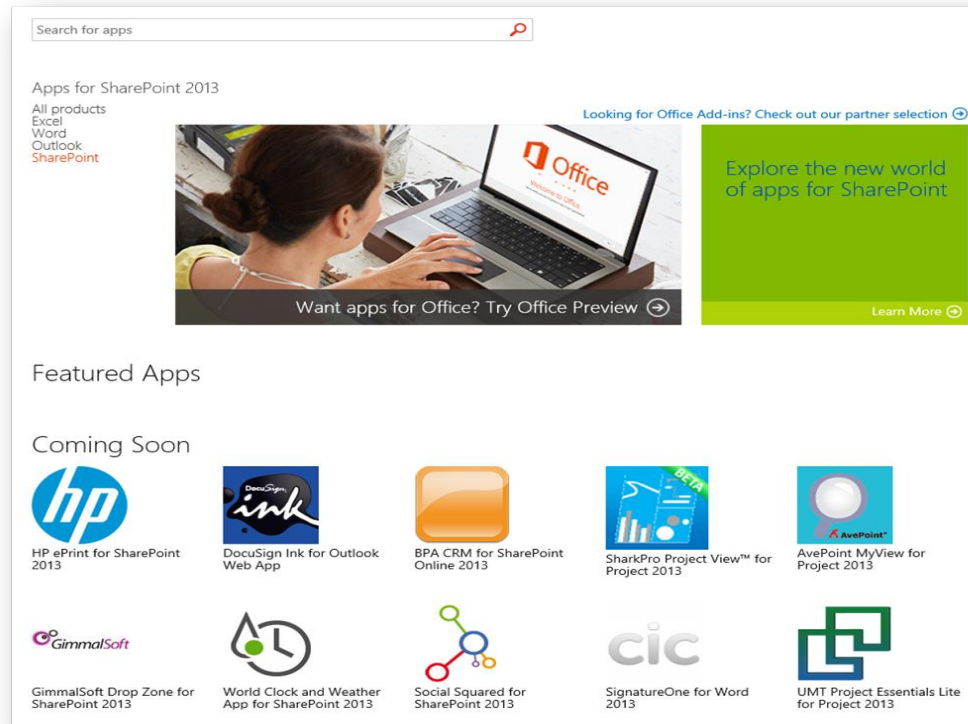 Search for apps
Apps for SharePoint 2013
All products
Excel
Word
Outlook
SharePoint
Looking for Office Add-ins? Check out our partner selection
Office
Welcome to Office
Want apps for Office? Try Office Preview
Explore the new world
of apps for SharePoint
Learn More
Featured Apps
Coming Soon
hp
HP ePrint for SharePoint
2013
DocuSign
ink
DocuSign Ink for Outlook
Web App
BPA CRM for SharePoint
Online 2013
BETA
SharkPro Project View™ for
Project 2013
AvePoint
AvePoint MyView for
Project 2013
GimmalSoft
GimmalSoft Drop Zone for
SharePoint 2013
World Clock and Weather
App for SharePoint 2013
Social Squared for
SharePoint 2013
cic
SignatureOne for Word
2013
UMT Project Essentials Lite
for Project 2013